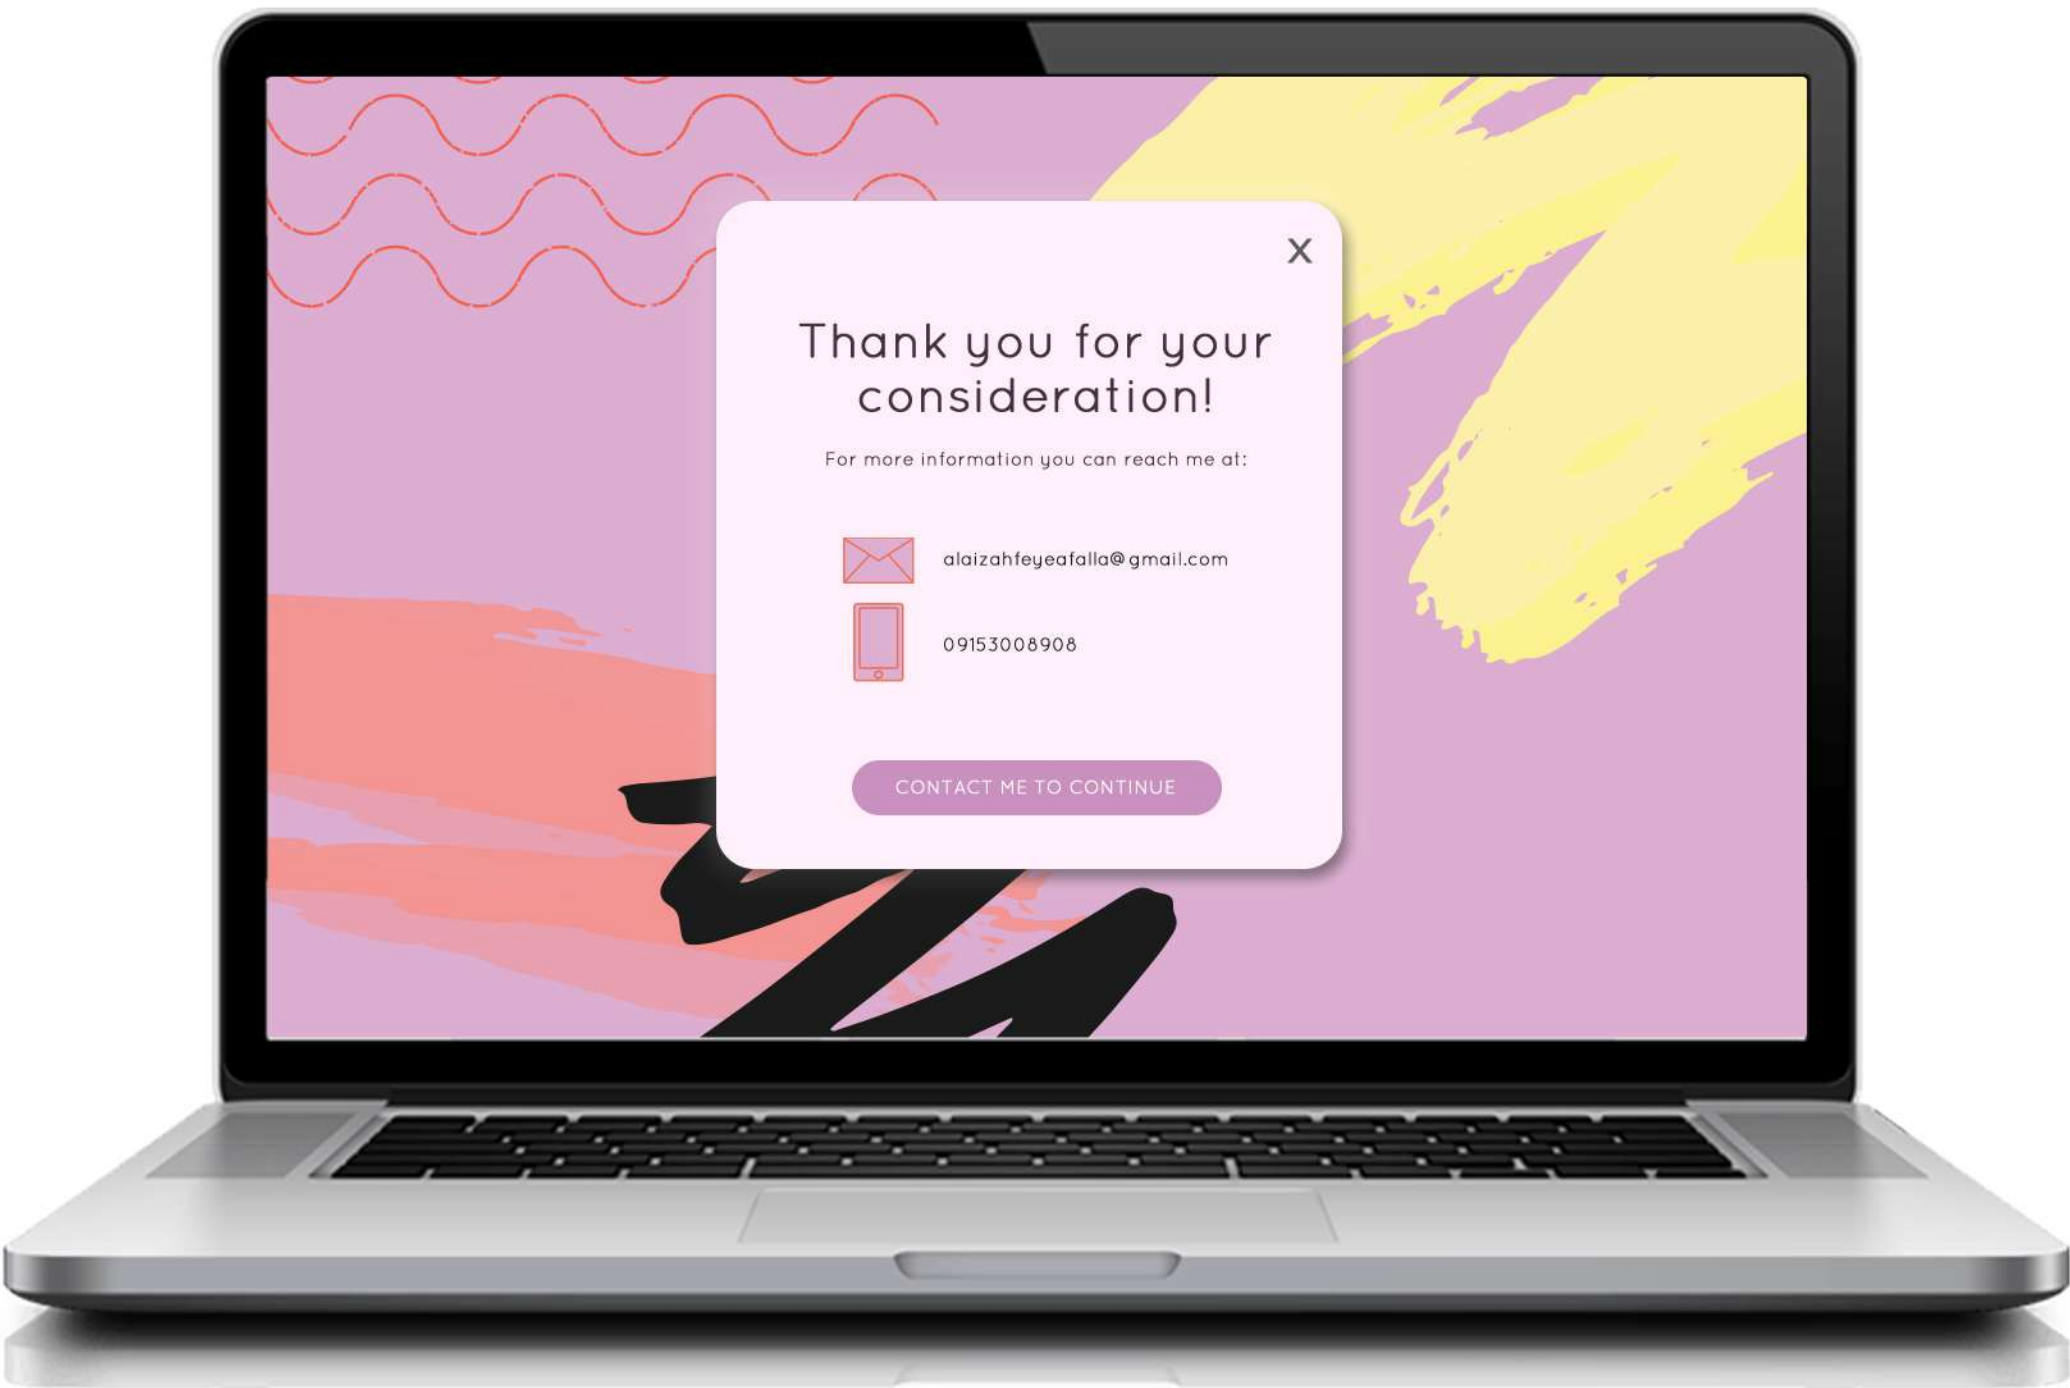 X
Thank you for your
consideration!
For more information you can reach me at:
alaizahfeyeafalla@gmail.com
09153008908
CONTACT ME TO CONTINUE